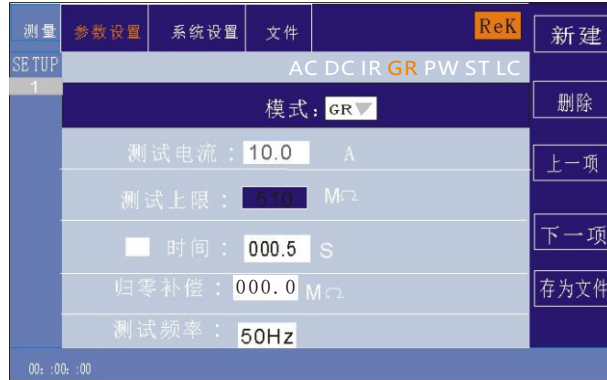 测量 参数设置 系统设置 文件 ReK 新建
SETUP AC DC IR GR PW ST LC
1
模式：GR 删除
测试电流： 10.0 A
上一项
测试上限： 510 MΩ
时间： 000.5 S 下一项
归零补偿： 000.0 MΩ 存为文件
测试频率： 50Hz
00: :00: :00